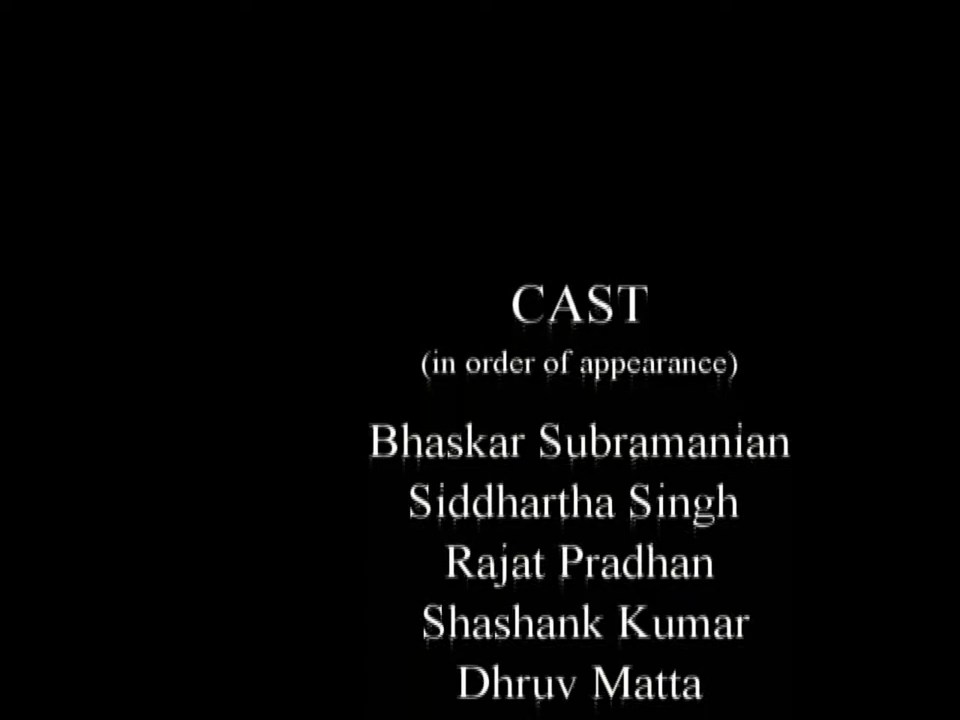 CAST
(in order of appearance)
Bhaskar Subramanian
Siddhartha Singh
Rajat Pradhan
Shashank Kumar
Dhruv Matta